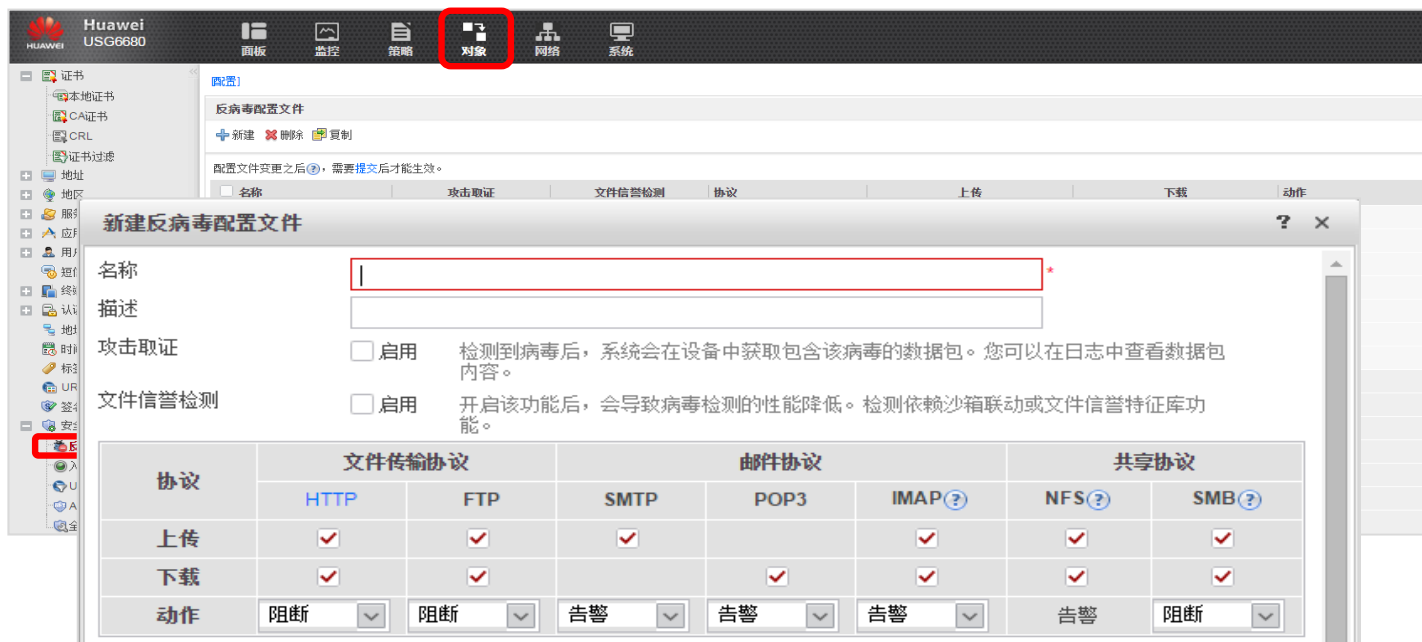 HUAWEI
Huawei
USG6680
面板 监控 策略 对象 网络 系统
证书
本地证书
CA证书
CRL
证书过滤
地址
地区
[配置]
反病毒配置文件
新建 删除 复制
配置文件变更之后?,需要提交后才能生效。
名称 攻击取证 文件信誉检测 协议 上传 下载 动作
新建反病毒配置文件 ? ×
名称 *
描述
攻击取证 启用 检测到病毒后,系统会在设备中获取包含该病毒的数据包。您可以在日志中查看数据包
内容。
文件信誉检测 启用 开启该功能后,会导致病毒检测的性能降低。检测依赖沙箱联动或文件信誉特征库功
能。
协议 文件传输协议 邮件协议 共享协议
HTTP FTP SMTP POP3 IMAP? NFS? SMB?
上传
下载
动作 阻断 阻断 告警 告警 告警 告警 阻断